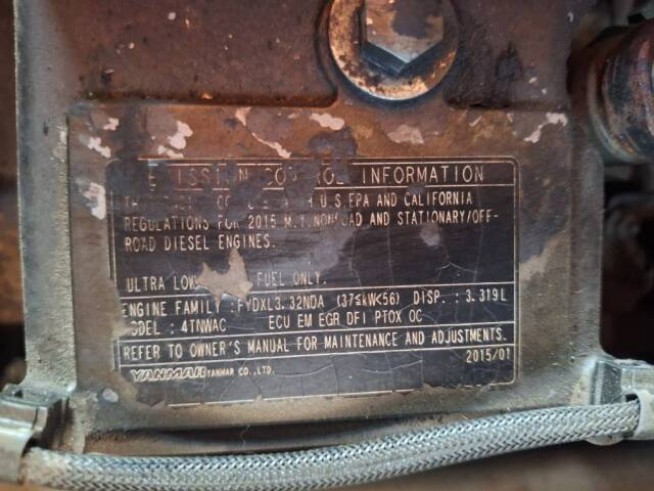 INFORMATION
U.S.EPA AND CALIFORNIA
REGULATIONS FOR 2015 M.Y. AND STATIONARY/OFF-
ROAD DIESEL ENGINES.
ULTRA LOW FUEL ONLY.
ENGINE FAMILY : FYDXL3.32NDA (37≤kW<56) DISP. : 3.319L
: 4TNWAC ECU EM EGR DFI PTOX OC
REFER TO OWNER'S MANUAL FOR MAINTENANCE AND ADJUSTMENTS.
2015/01
YANMAR YANMAR CO.,LTD.